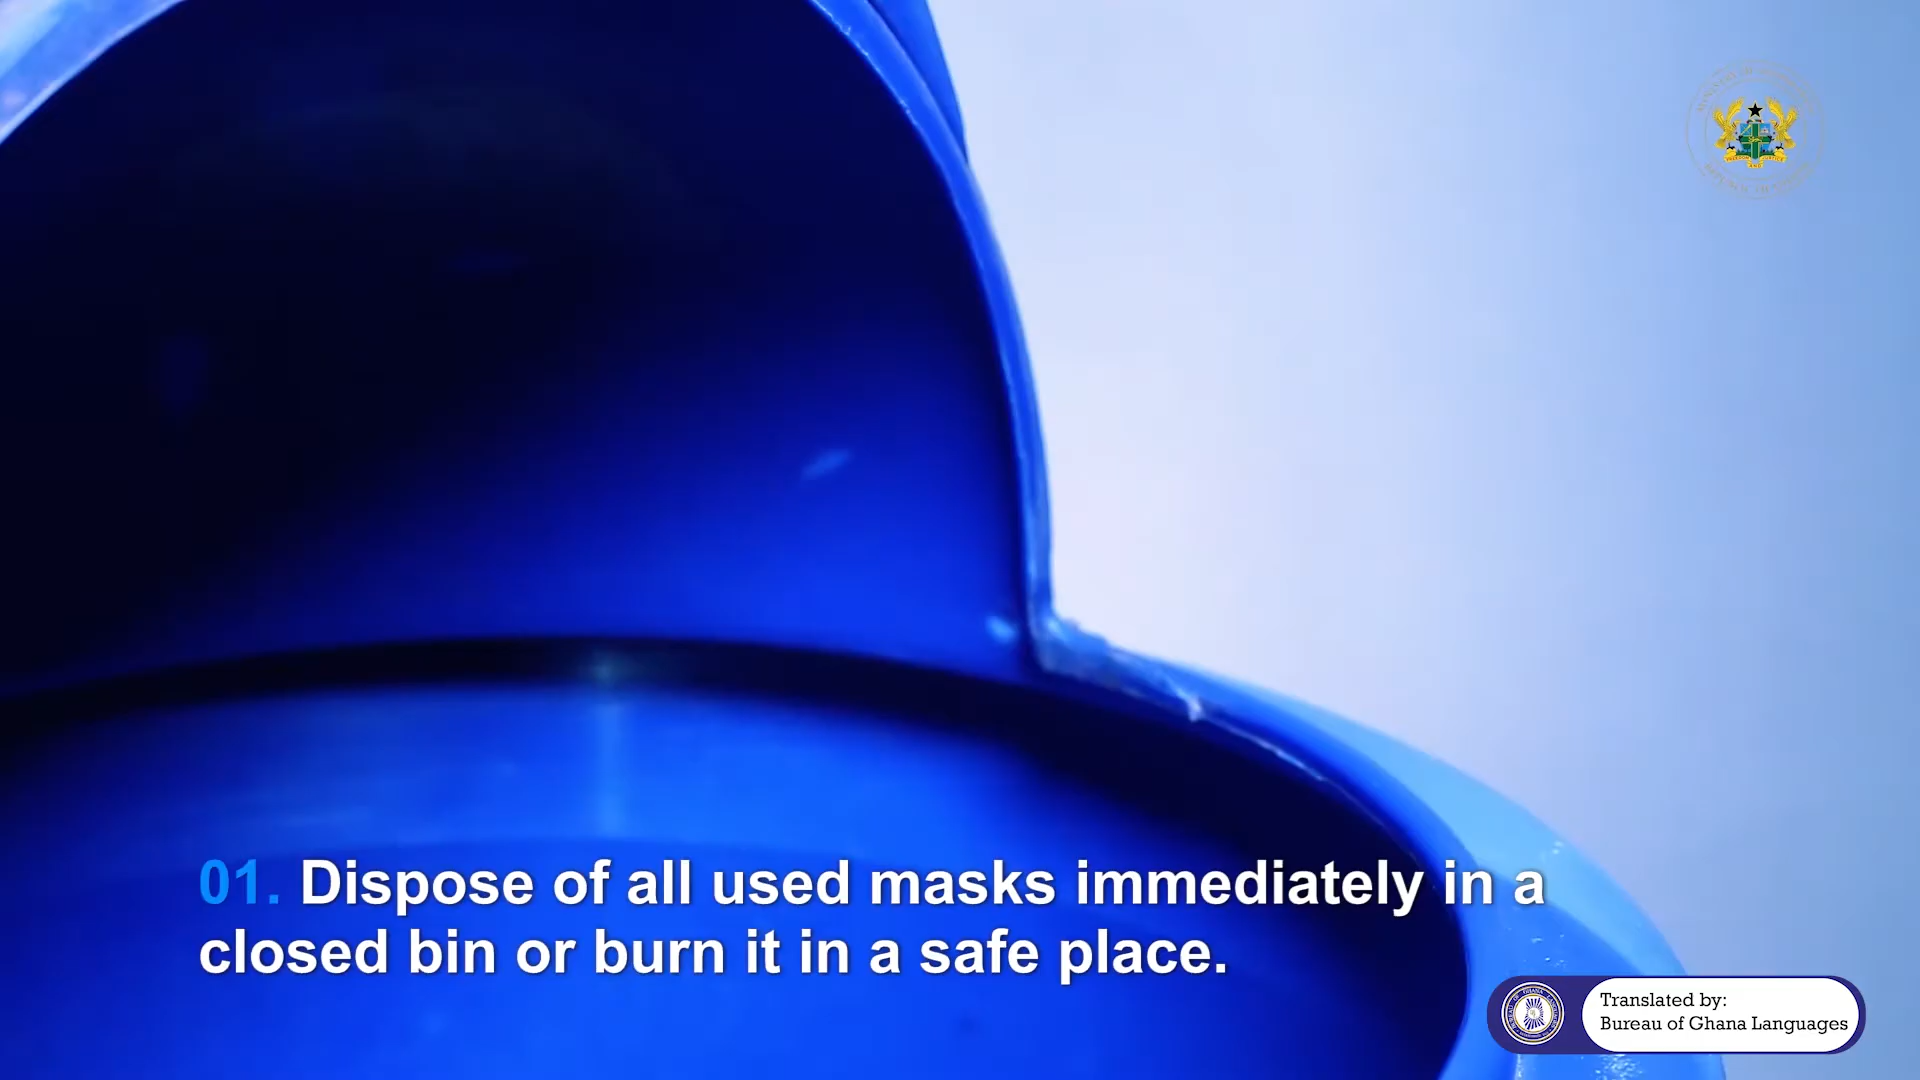 01. Dispose of all used masks immediately in a
closed bin or burn it in a safe place.
Translated by:
Bureau of Ghana Languages